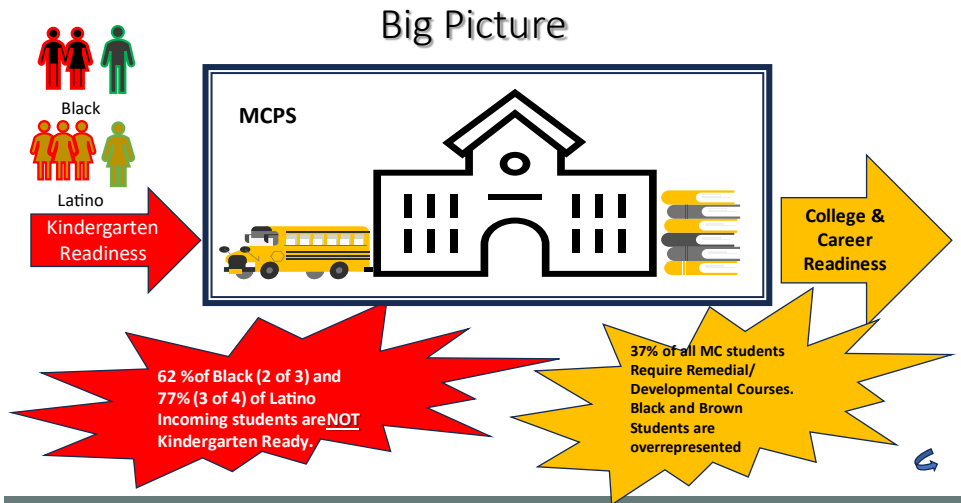 Big Picture
Black
Latino
Kindergarten
Readiness
MCPS
College &
Career
Readiness
62 %of Black (2 of 3) and
77% (3 of 4) of Latino
Incoming students are NOT
Kindergarten Ready.
37% of all MC students
Require Remedial/
Developmental Courses.
Black and Brown
Students are
overrepresented